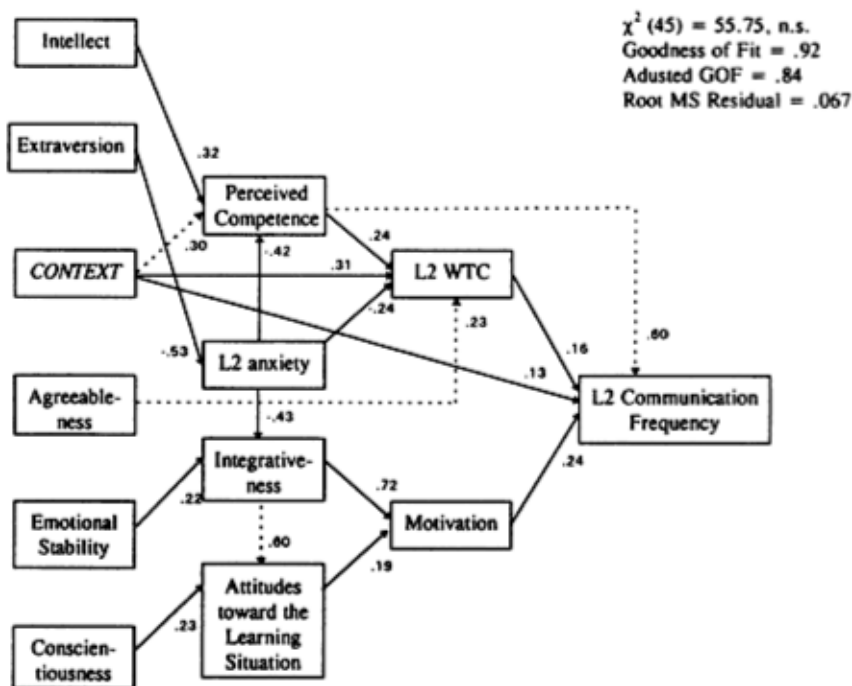 χ² (45) = 55.75, n.s.
Goodness of Fit = .92
Adusted GOF = .84
Root MS Residual = .067
Intellect
Extraversion
.32
Perceived
Competence
.30
-.42
.24
CONTEXT
.31
L2 WTC
-.24
.23
-.53
L2 anxiety
.16
.60
.13
Agreeable-
ness
-.43
L2 Communication
Frequency
Integrative-
ness
.22
.72
.24
Emotional
Stability
.60
Motivation
.19
Attitudes
toward the
Learning
Situation
.23
Conscien-
tiousness